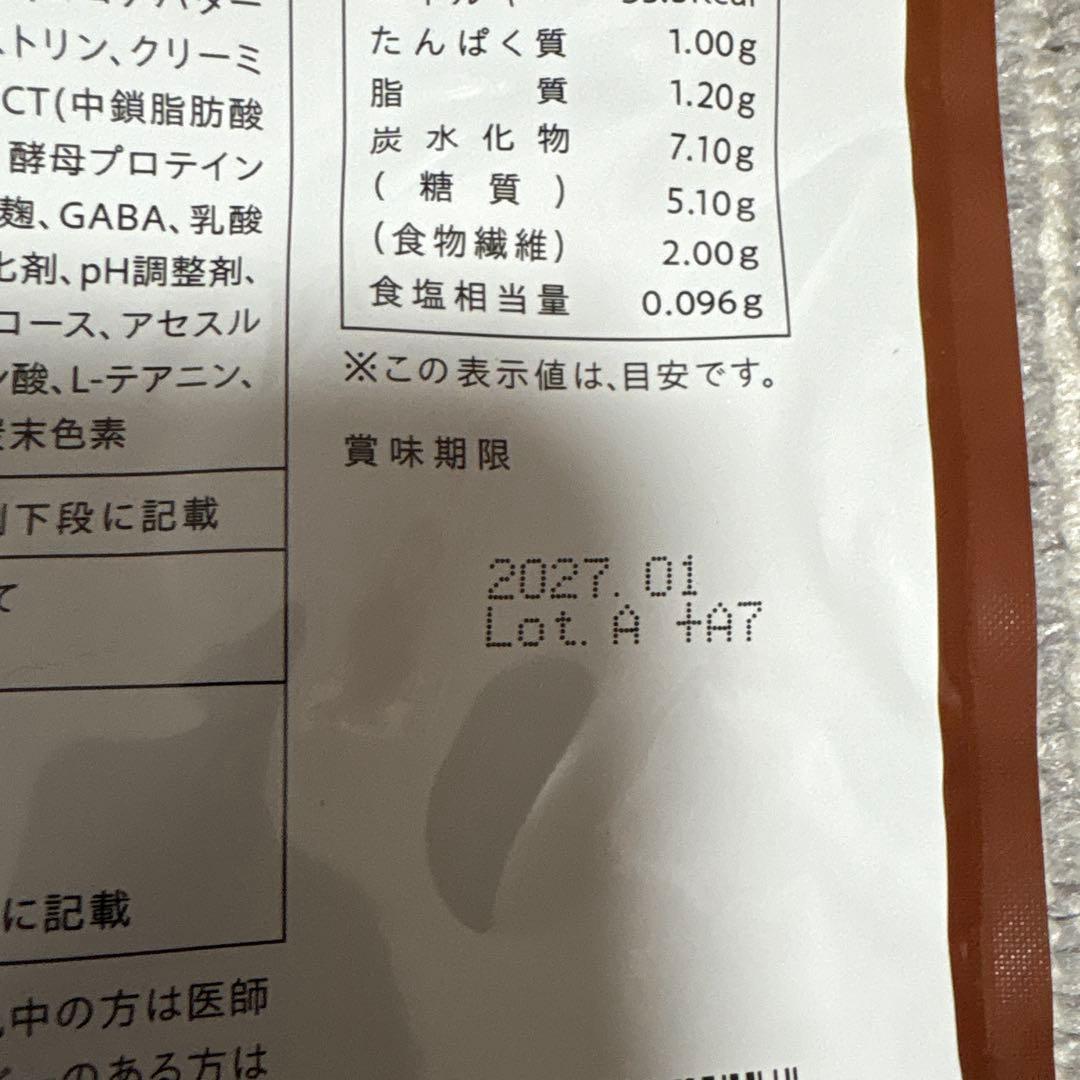 トリン、クリーミ
CT(中鎖脂肪酸
酵母プロテイン
麹、GABA、乳酸
化剤、pH調整剤、
コース、アセスル
ン酸、L-テアニン、
炭末色素
下段に記載
て
に記載
中の方は医師
のある方は
たんぱく質 1.00g
脂質 1.20g
炭水化物 7.10g
(糖質) 5.10g
(食物繊維) 2.00g
食塩相当量 0.096g
※この表示値は、目安です。
賞味期限
2027.01
Lot. A +A7